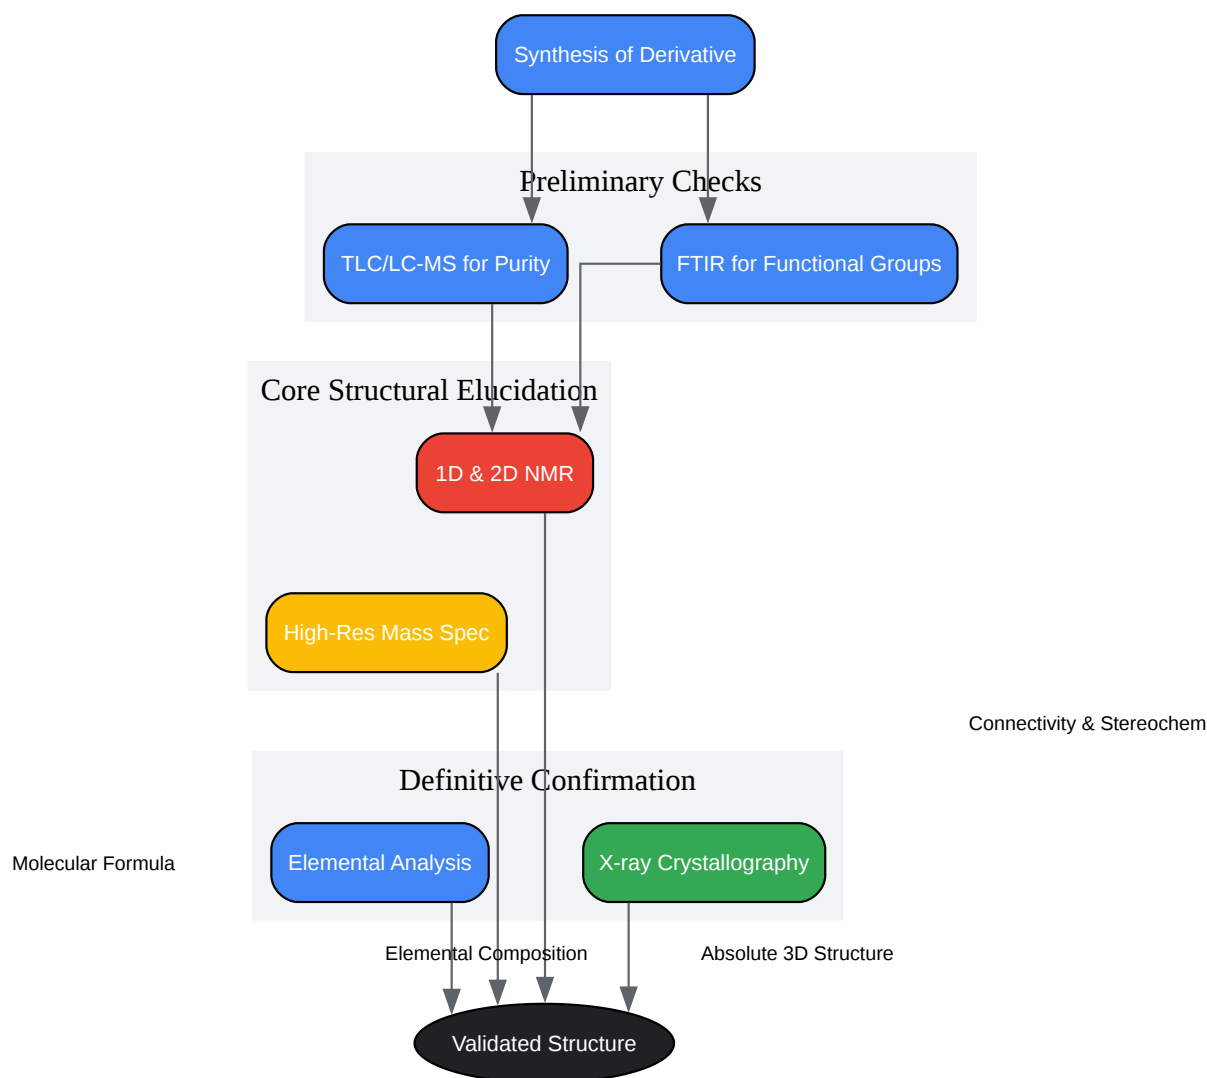 Synthesis of Derivative
Preliminary Checks
TLC/LC-MS for Purity
FTIR for Functional Groups
Core Structural Elucidation
1D & 2D NMR
High-Res Mass Spec
Connectivity & Stereochem
Definitive Confirmation
Molecular Formula
Elemental Analysis
X-ray Crystallography
Elemental Composition
Absolute 3D Structure
Validated Structure